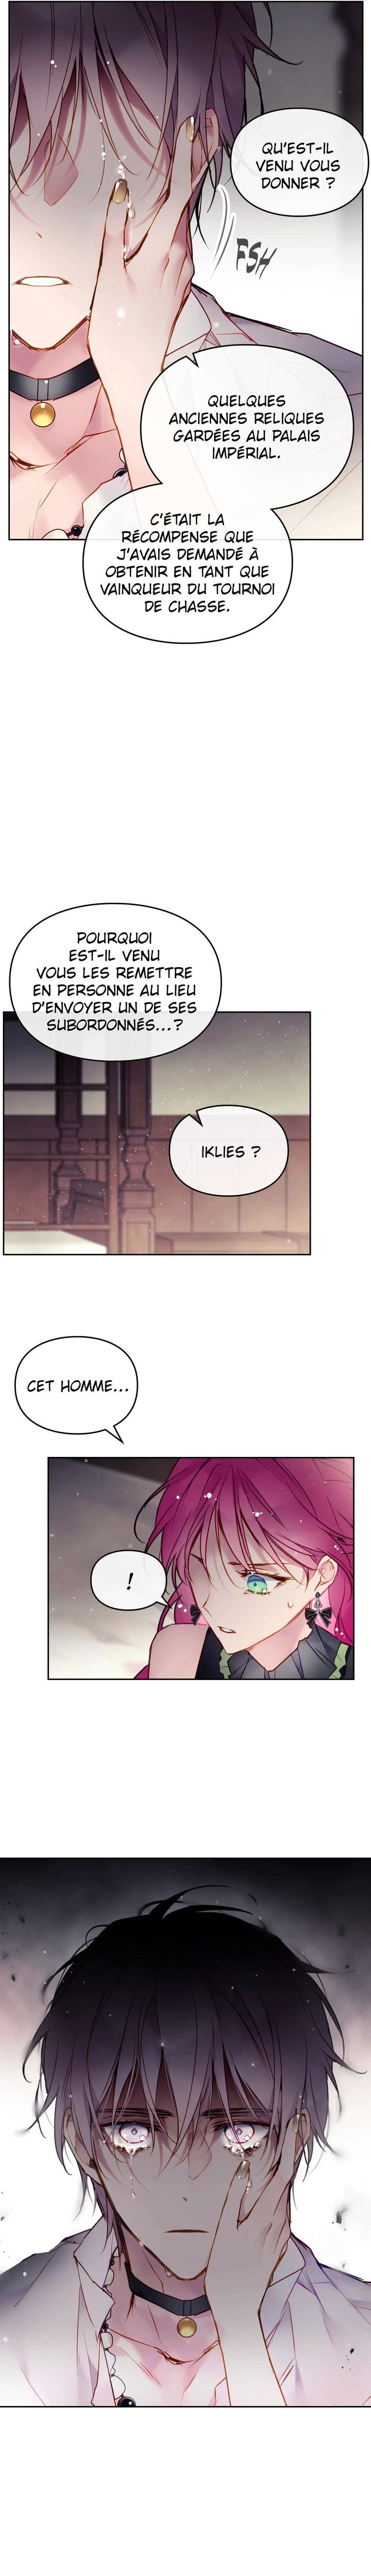 QU'EST-IL
VENU VOUS
DONNER ?
FSH
QUELQUES
ANCIENNES RELIQUES
GARDÉES AU PALAIS
IMPÉRIAL.
C'ÉTAIT LA
RÉCOMPENSE QUE
J'AVAIS DEMANDÉ À
OBTENIR EN TANT QUE
VAINQUEUR DU TOURNOI
DE CHASSE.
POURQUOI
EST-IL VENU
VOUS LES REMETTRE
EN PERSONNE AU LIEU
D'ENVOYER UN DE SES
SUBORDONNÉS...?
IKLIES ?
CET HOMME...
!